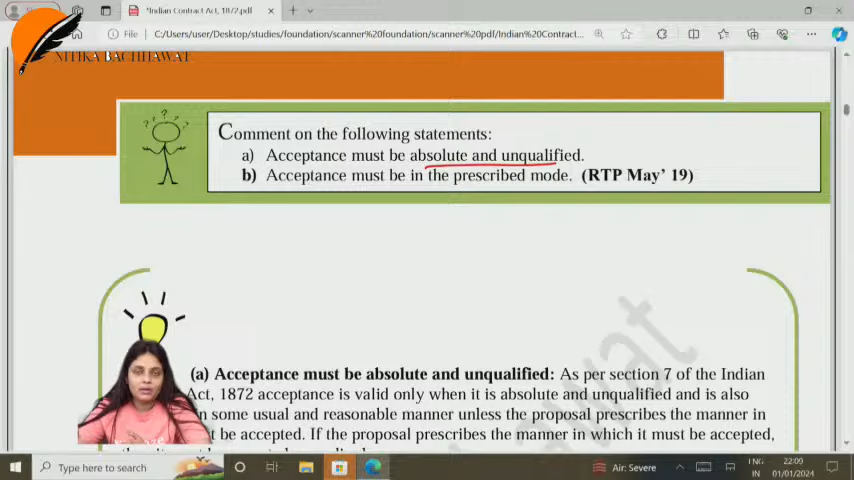 *Indian Contract Act, 1872.pdf
File
C:/Users/user/Desktop/studies/foundation/scanner%20foundation/scanner.pdf/Indian%20Contract...
NITIKA BACHHAWAT
Comment on the following statements:
a) Acceptance must be absolute and unqualified.
b) Acceptance must be in the prescribed mode. (RTP May' 19)
(a) Acceptance must be absolute and unqualified: As per section 7 of the Indian
Act, 1872 acceptance is valid only when it is absolute and unqualified and is also
in some usual and reasonable manner unless the proposal prescribes the manner in
t be accepted. If the proposal prescribes the manner in which it must be accepted,
Type here to search
Air: Severe
ENG
IN
22:09
01/01/2024